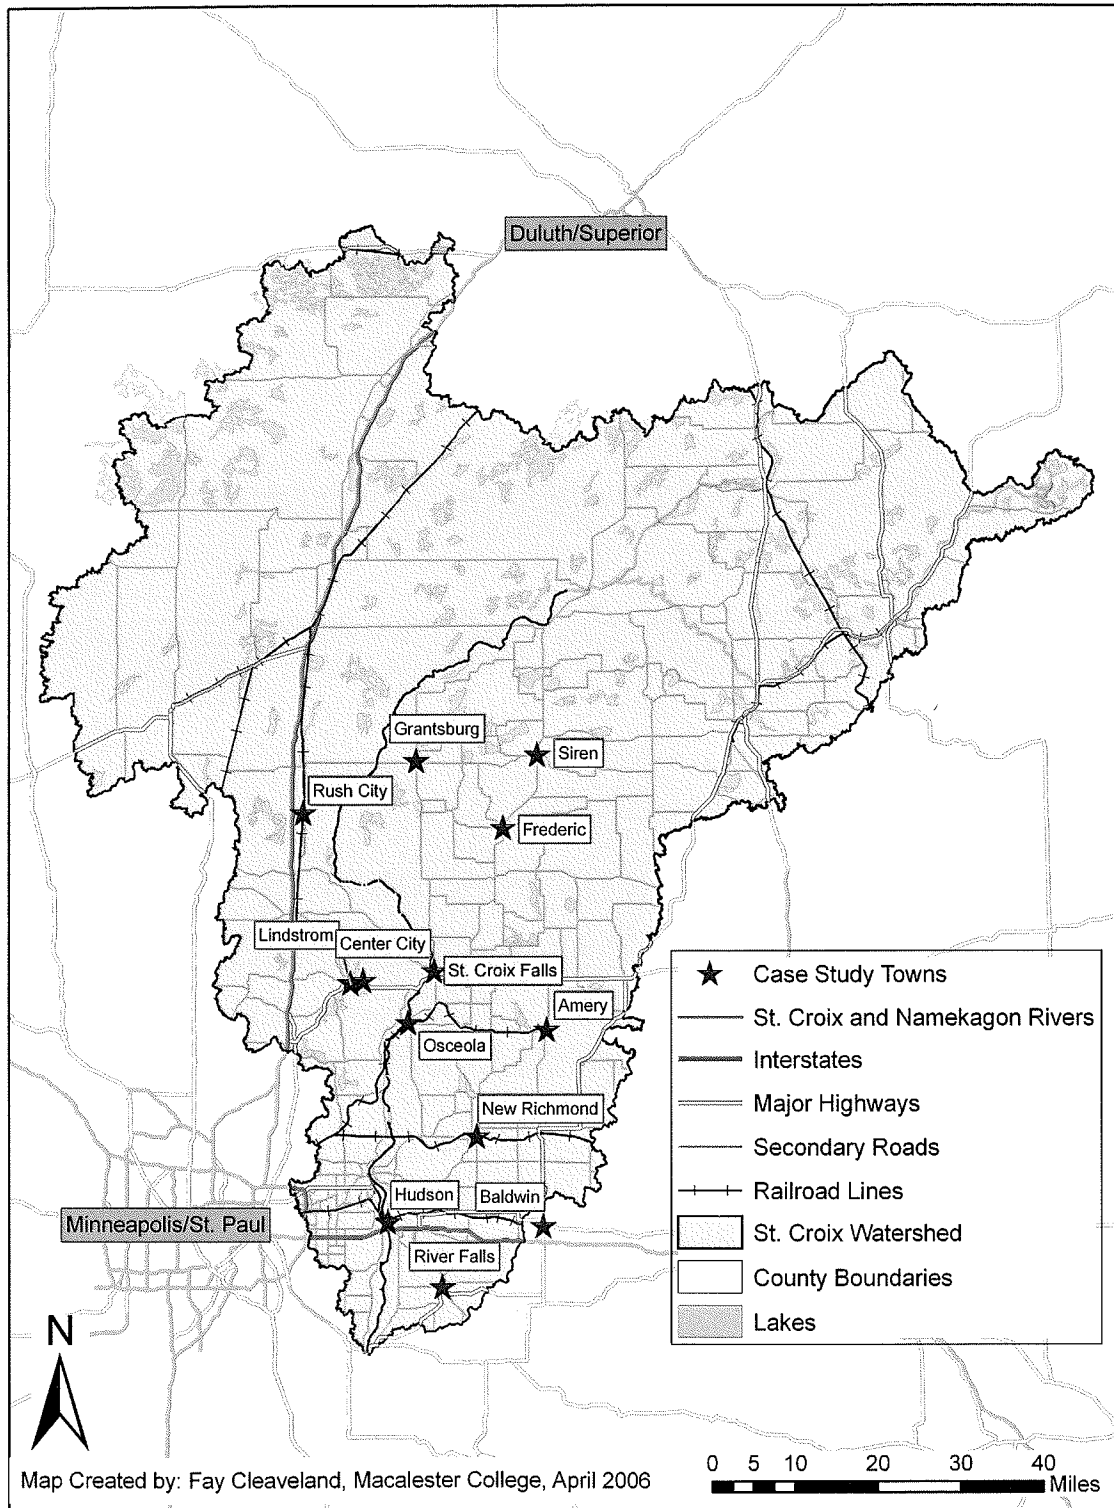 Duluth/Superior
Grantsburg
Siren
Rush City
Frederic
Lindstrom
Center City
St. Croix Falls
Amery
Osceola
New Richmond
Hudson
Baldwin
Minneapolis/St. Paul
River Falls
Case Study Towns
St. Croix and Namekagon Rivers
Interstates
Major Highways
Secondary Roads
Railroad Lines
St. Croix Watershed
County Boundaries
Lakes
N
Map Created by: Fay Cleaveland, Macalester College, April 2006
0 5 10 20 30 40
Miles